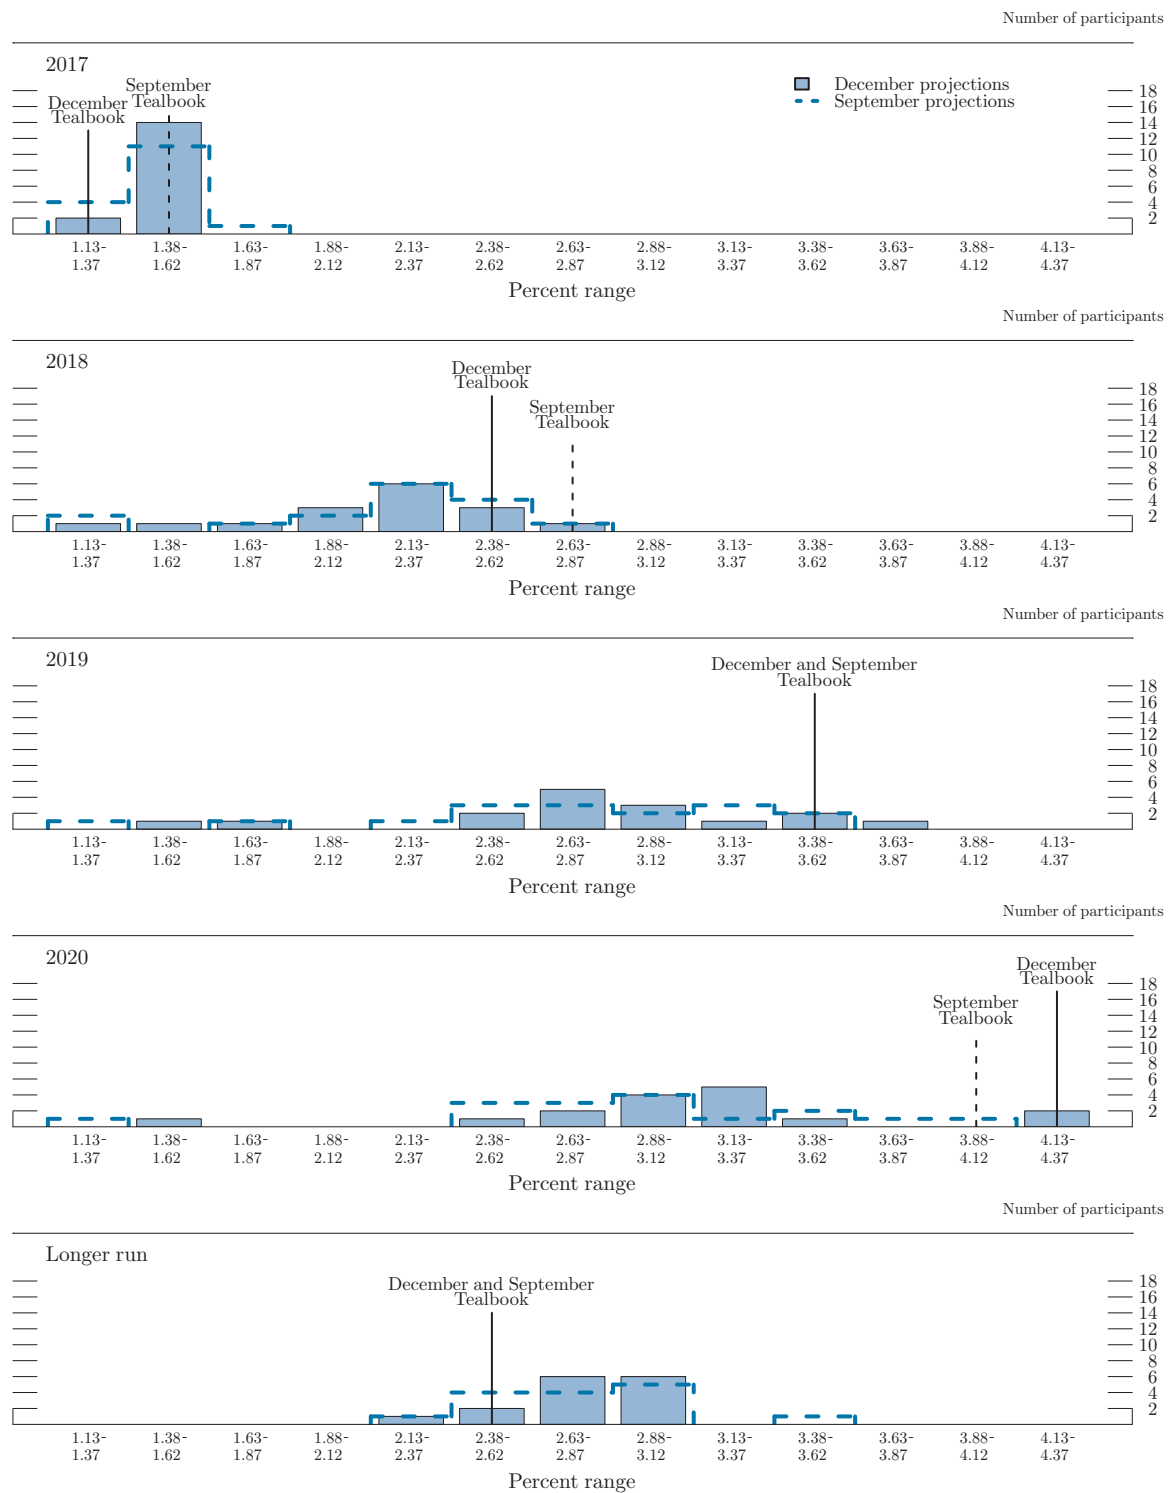 Number of participants
2017
September
Tealbook
December
Tealbook
December projections
September projections
18
16
14
12
10
8
6
4
2
1.13- 1.38- 1.63- 1.88- 2.13- 2.38- 2.63- 2.88- 3.13- 3.38- 3.63- 3.88- 4.13-
1.37 1.62 1.87 2.12 2.37 2.62 2.87 3.12 3.37 3.62 3.87 4.12 4.37
Percent range
Number of participants
2018
December
Tealbook
September
Tealbook
18
16
14
12
10
8
6
4
2
1.13- 1.38- 1.63- 1.88- 2.13- 2.38- 2.63- 2.88- 3.13- 3.38- 3.63- 3.88- 4.13-
1.37 1.62 1.87 2.12 2.37 2.62 2.87 3.12 3.37 3.62 3.87 4.12 4.37
Percent range
Number of participants
2019
December and September
Tealbook
18
16
14
12
10
8
6
4
2
1.13- 1.38- 1.63- 1.88- 2.13- 2.38- 2.63- 2.88- 3.13- 3.38- 3.63- 3.88- 4.13-
1.37 1.62 1.87 2.12 2.37 2.62 2.87 3.12 3.37 3.62 3.87 4.12 4.37
Percent range
Number of participants
2020
December
Tealbook
September
Tealbook
18
16
14
12
10
8
6
4
2
1.13- 1.38- 1.63- 1.88- 2.13- 2.38- 2.63- 2.88- 3.13- 3.38- 3.63- 3.88- 4.13-
1.37 1.62 1.87 2.12 2.37 2.62 2.87 3.12 3.37 3.62 3.87 4.12 4.37
Percent range
Number of participants
Longer run
December and September
Tealbook
18
16
14
12
10
8
6
4
2
1.13- 1.38- 1.63- 1.88- 2.13- 2.38- 2.63- 2.88- 3.13- 3.38- 3.63- 3.88- 4.13-
1.37 1.62 1.87 2.12 2.37 2.62 2.87 3.12 3.37 3.62 3.87 4.12 4.37
Percent range